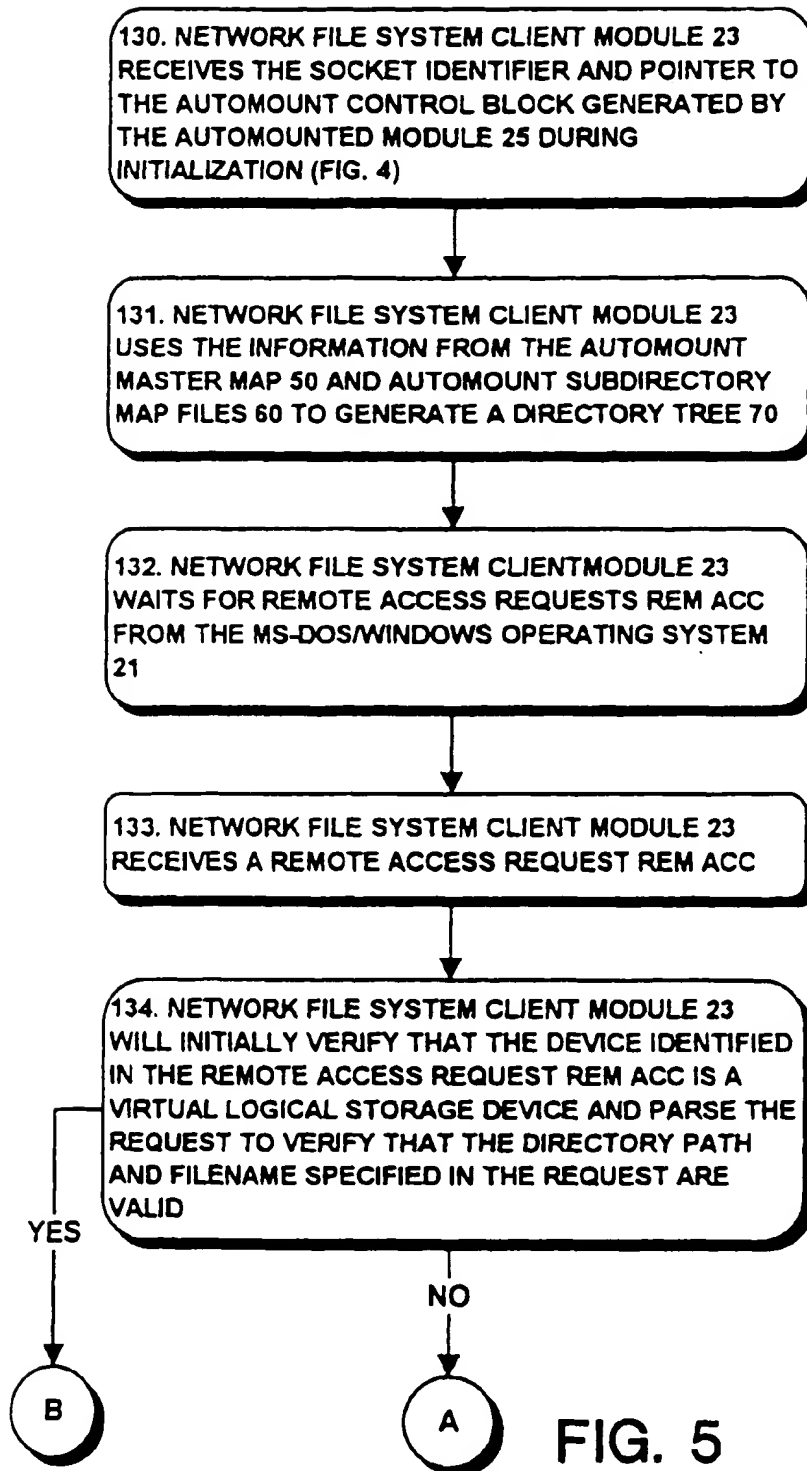 130. NETWORK FILE SYSTEM CLIENT MODULE 23
RECEIVES THE SOCKET IDENTIFIER AND POINTER TO
THE AUTOMOUNT CONTROL BLOCK GENERATED BY
THE AUTOMOUNTED MODULE 25 DURING
INITIALIZATION (FIG. 4)
131. NETWORK FILE SYSTEM CLIENT MODULE 23
USES THE INFORMATION FROM THE AUTOMOUNT
MASTER MAP 50 AND AUTOMOUNT SUBDIRECTORY
MAP FILES 60 TO GENERATE A DIRECTORY TREE 70
132. NETWORK FILE SYSTEM CLIENTMODULE 23
WAITS FOR REMOTE ACCESS REQUESTS REM ACC
FROM THE MS-DOS/WINDOWS OPERATING SYSTEM
21
133. NETWORK FILE SYSTEM CLIENT MODULE 23
RECEIVES A REMOTE ACCESS REQUEST REM ACC
134. NETWORK FILE SYSTEM CLIENT MODULE 23
WILL INITIALLY VERIFY THAT THE DEVICE IDENTIFIED
IN THE REMOTE ACCESS REQUEST REM ACC IS A
VIRTUAL LOGICAL STORAGE DEVICE AND PARSE THE
REQUEST TO VERIFY THAT THE DIRECTORY PATH
AND FILENAME SPECIFIED IN THE REQUEST ARE
VALID
YES
NO
B
A
FIG. 5